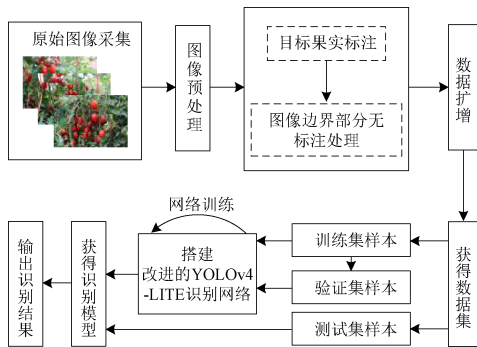 原始图像采集
图像预处理
目标果实标注
图像边界部分无
标注处理
数据扩增
网络训练
输出识别结果
获得识别模型
搭建
改进的YOLOv4
-LITE识别网络
训练集样本
验证集样本
测试集样本
获得数据集